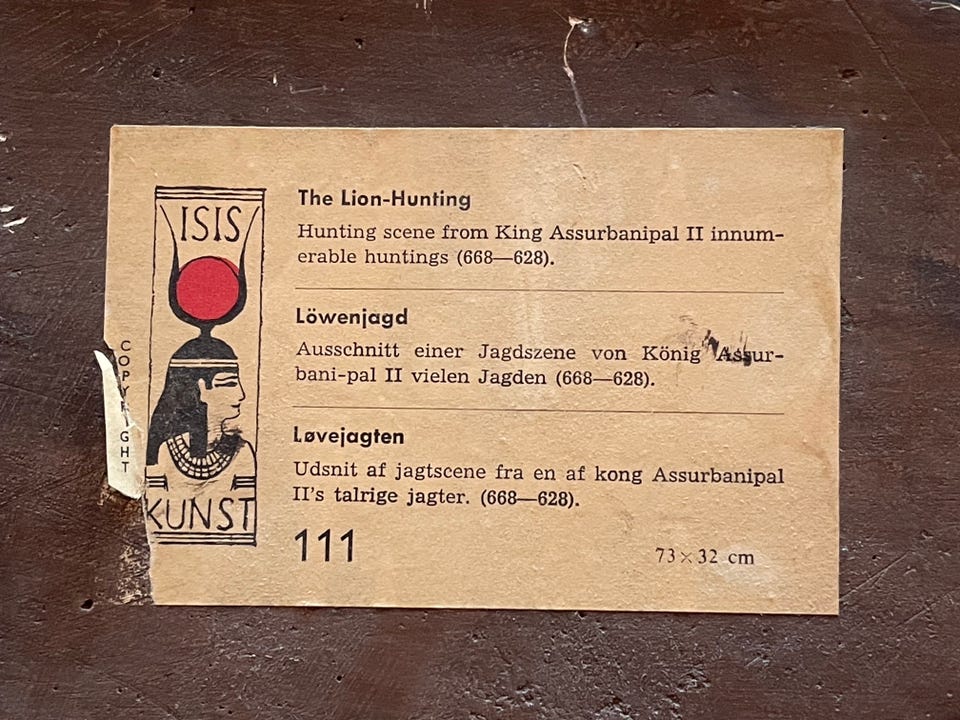 ISIS
KUNST
COPYRIGHT
The Lion-Hunting
Hunting scene from King Assurbanipal II innum-
erable huntings (668—628).
Löwenjagd
Ausschnitt einer Jagdszene von König Assur-
bani-pal II vielen Jagden (668—628).
Løvejagten
Udsnit af jagtscene fra en af kong Assurbanipal
II's talrige jagter. (668—628).
111
73×32 cm